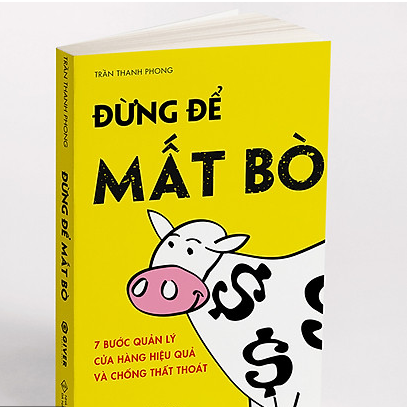 TRẦN THANH PHONG
ĐỪNG ĐỂ
MẤT BÒ
7 BƯỚC QUẢN LÝ
CỬA HÀNG HIỆU QUẢ
VÀ CHỐNG THẤT THOÁT
TRẦN THANH PHONG
ĐỪNG ĐỂ MẤT BÒ
QIVER